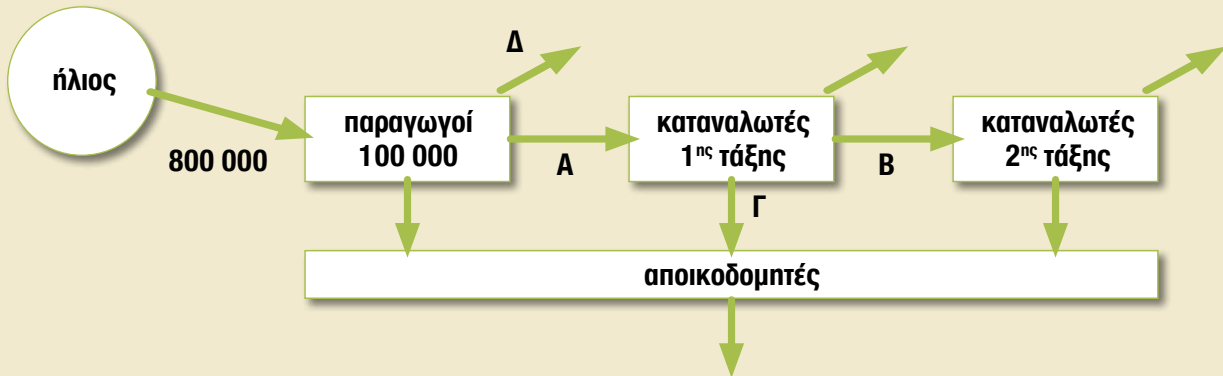 Δ
ήλιος
παραγωγοί
100 000
καταναλωτές
1ης τάξης
καταναλωτές
2ης τάξης
800 000
Α
Β
Γ
αποικοδομητές